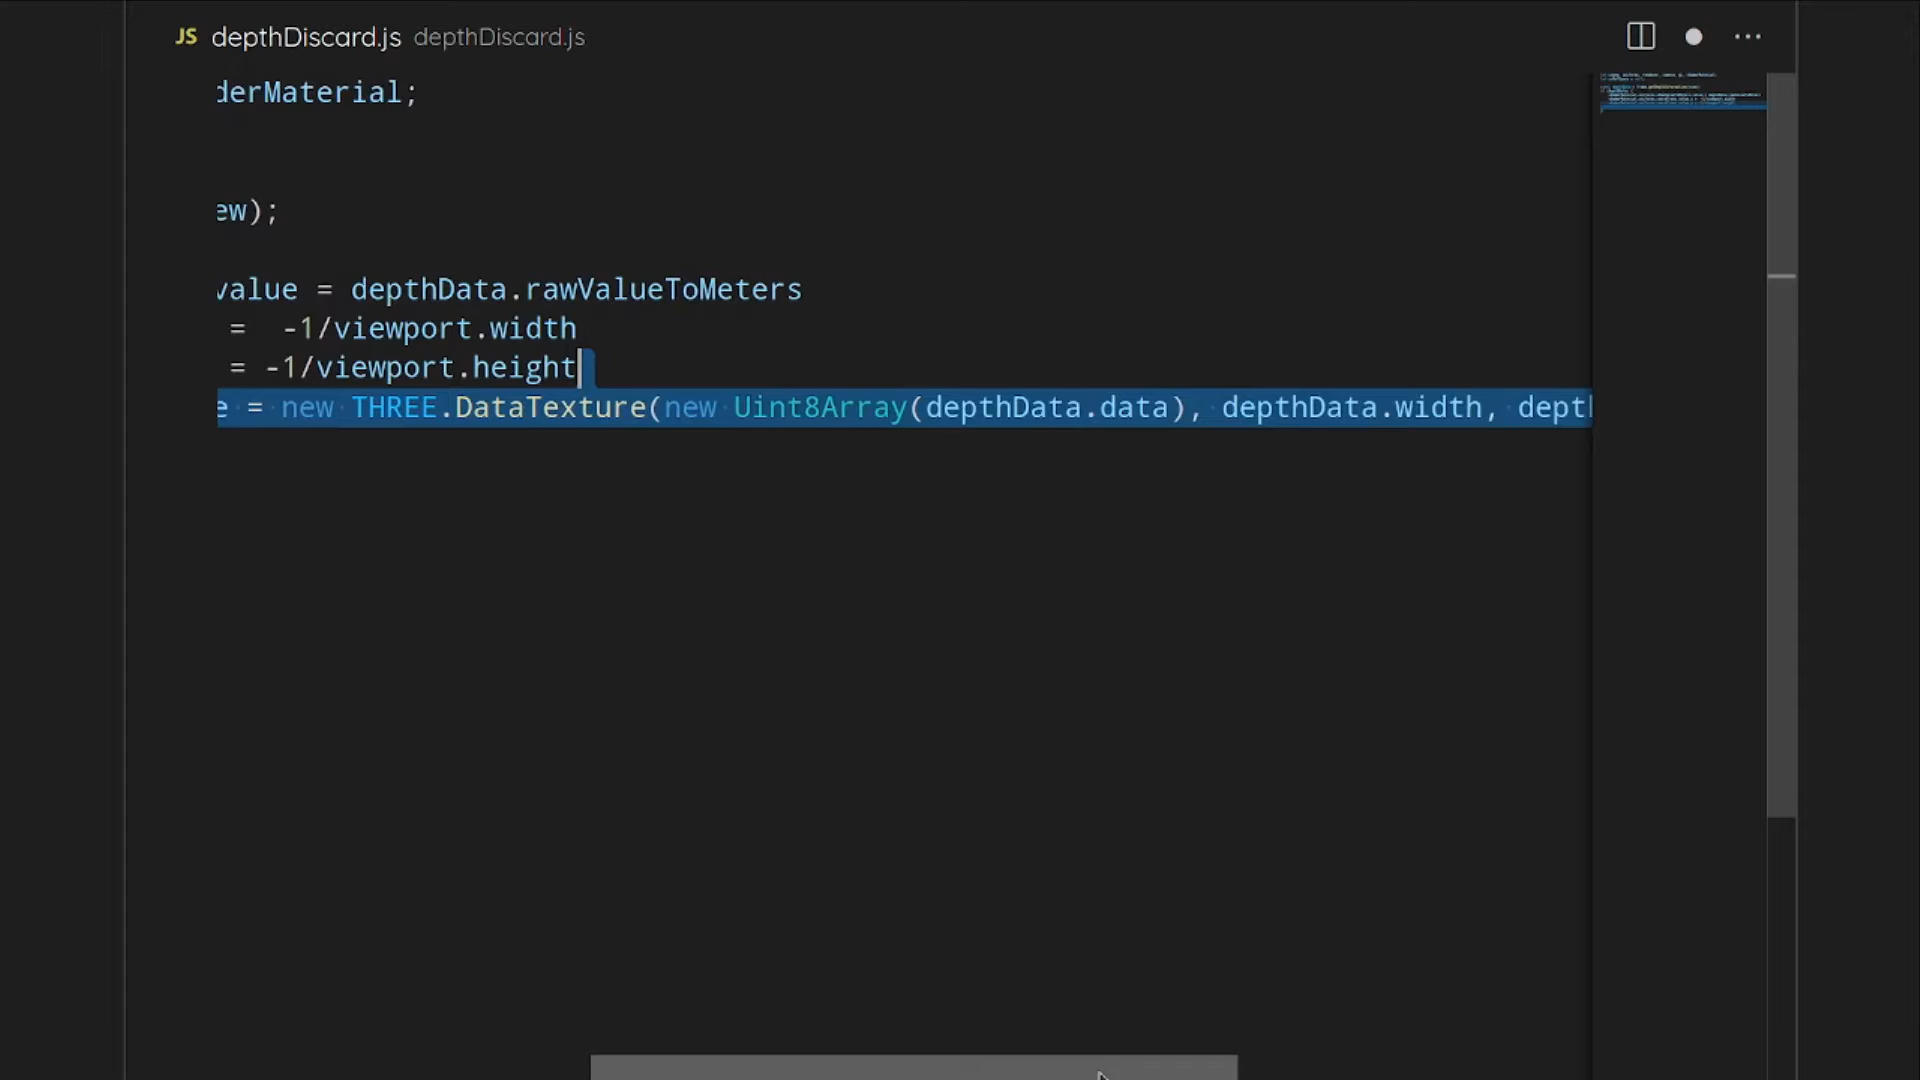 JS depthDiscard.js depthDiscard.js
derMaterial;
ew);
value = depthData.rawValueToMeters
=  -1/viewport.width
= -1/viewport.height
e = new THREE.DataTexture(new Uint8Array(depthData.data), depthData.width, depth